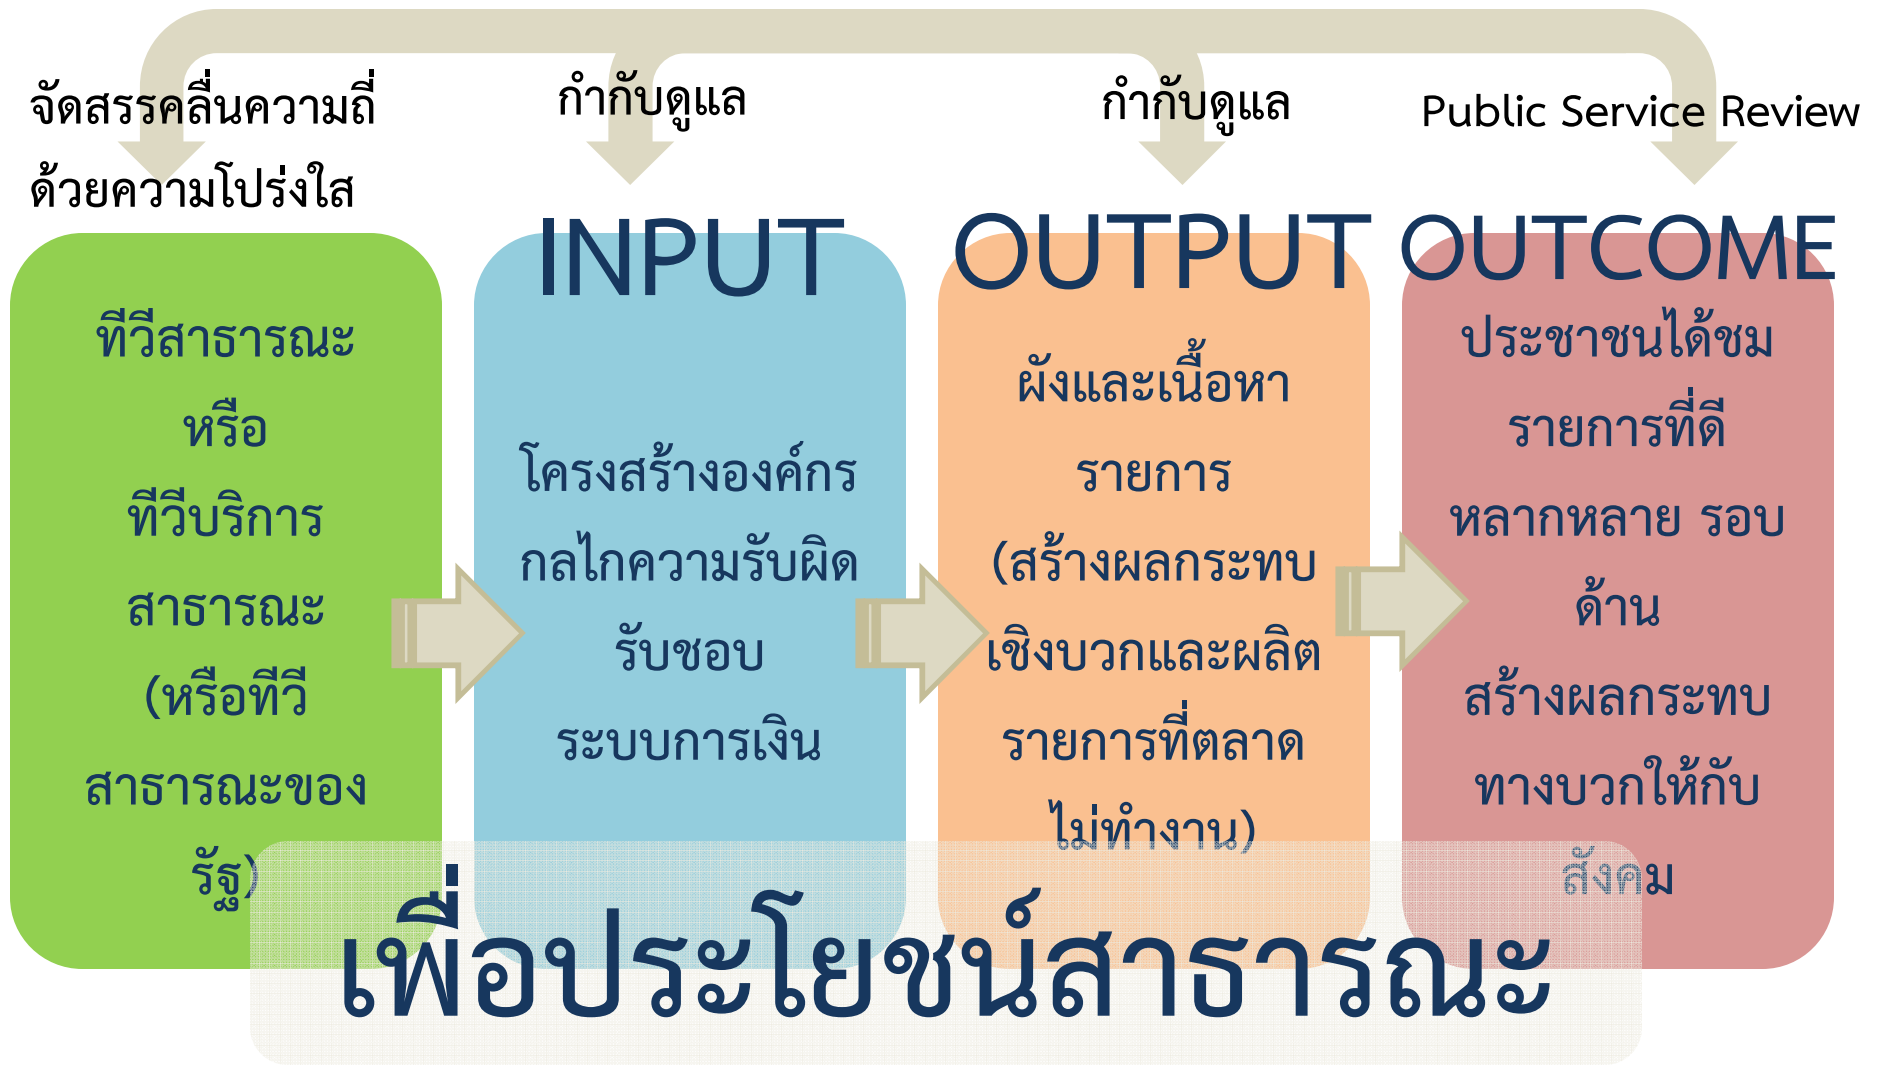 จัดสรรคลื่นความถี่
ด้วยความโปร่งใส
กำกับดูแล
กำกับดูแล
Public Service Review
ทีวีสาธารณะ
หรือ
ทีวีบริการ
สาธารณะ
(หรือทีวี
สาธารณะของ
รัฐ)
INPUT
โครงสร้างองค์กร
กลไกความรับผิด
รับชอบ
ระบบการเงิน
OUTPUT
ผังและเนื้อหา
รายการ
(สร้างผลกระทบ
เชิงบวกและผลิต
รายการที่ตลาด
ไม่ทำงาน)
OUTCOME
ประชาชนได้ชม
รายการที่ดี
หลากหลาย รอบ
ด้าน
สร้างผลกระทบ
ทางบวกให้กับ
สังคม
เพื่อประโยชน์สาธารณะ